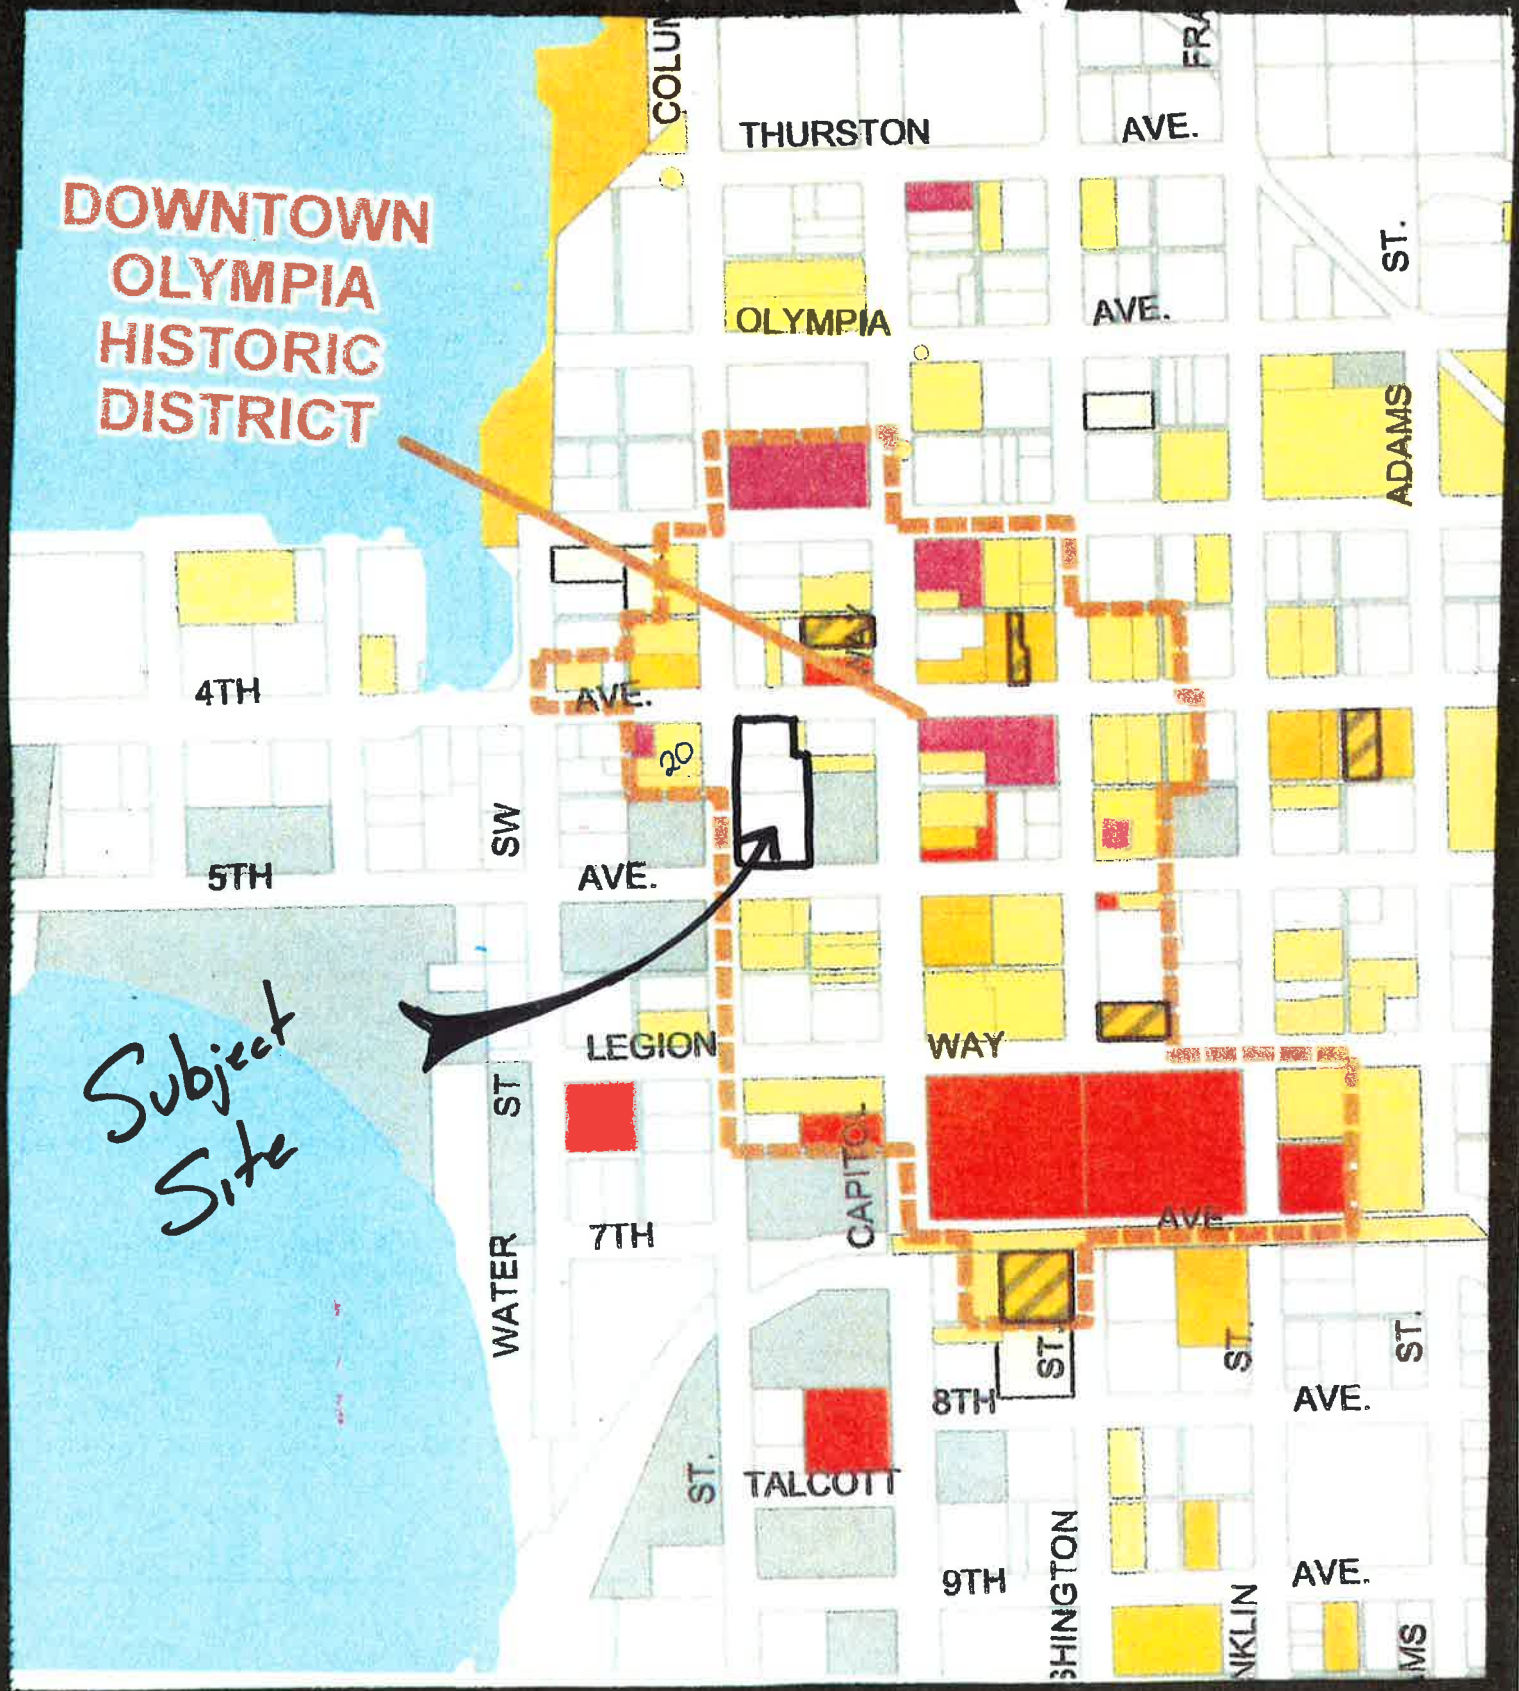 COLUM
FRA
THURSTON AVE.
DOWNTOWN
OLYMPIA
HISTORIC
DISTRICT
ST.
OLYMPIA AVE.
ADAMS
WAY
4TH AVE.
20
SW
5TH AVE.
Subject
Site
LEGION WAY
ST
CAPITOL
7TH AVE.
WATER
ST.
ST.
ST.
8TH AVE.
ST.
TALCOTT
9TH AVE.
SHINGTON
NKLIN
MS